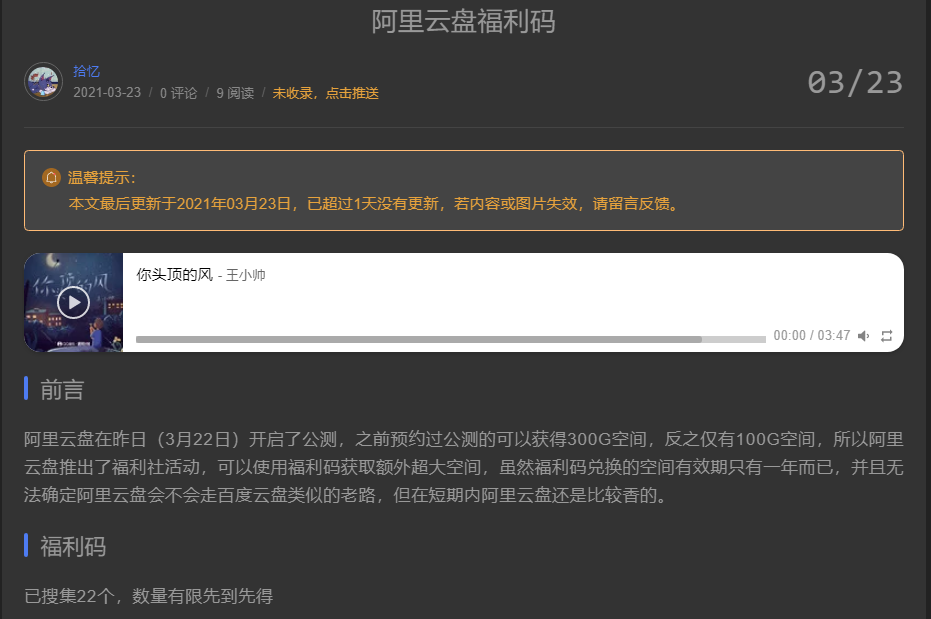 阿里云盘福利码
拾忆
2021-03-23 / 0 评论 / 9 阅读 / 未收录，点击推送
03/23
温馨提示：
本文最后更新于2021年03月23日，已超过1天没有更新，若内容或图片失效，请留言反馈。
你头顶的风
你头顶的风 - 王小帅
00:00 / 03:47
前言
阿里云盘在昨日（3月22日）开启了公测，之前预约过公测的可以获得300G空间，反之仅有100G空间，所以阿里
云盘推出了福利社活动，可以使用福利码获取额外超大空间，虽然福利码兑换的空间有效期只有一年而已，并且无
法确定阿里云盘会不会走百度云盘类似的老路，但在短期内阿里云盘还是比较香的。
福利码
已搜集22个，数量有限先到先得